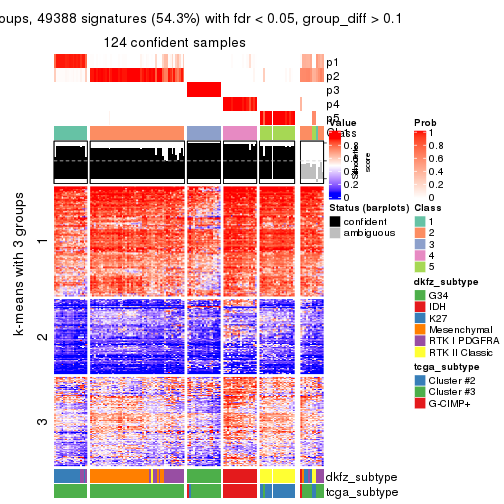 oups, 49388 signatures (54.3%) with fdr < 0.05, group_diff > 0.1
124 confident samples
p1
p2
p3
p4
p5
Class
Silhouette
score
k-means with 3 groups
1
2
3
Value
1
0.8
0.6
0.4
0.2
0
Prob
1
0.8
0.6
0.4
0.2
0
Status (barplots)
confident
ambiguous
Class
1
2
3
4
5
dkfz_subtype
G34
IDH
K27
Mesenchymal
RTK I PDGFRA
RTK II Classic
tcga_subtype
Cluster #2
Cluster #3
G-CIMP+
dkfz_subtype
tcga_subtype